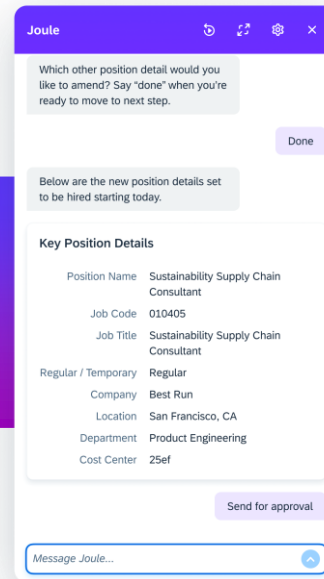 Joule
Which other position detail would you
like to amend? Say “done” when you’re
ready to move to next step.
Done
Below are the new position details set
to be hired starting today.
Key Position Details
Position Name Sustainability Supply Chain
Consultant
Job Code 010405
Job Title Sustainability Supply Chain
Consultant
Regular / Temporary Regular
Company Best Run
Location San Francisco, CA
Department Product Engineering
Cost Center 25ef
Send for approval
Message Joule...